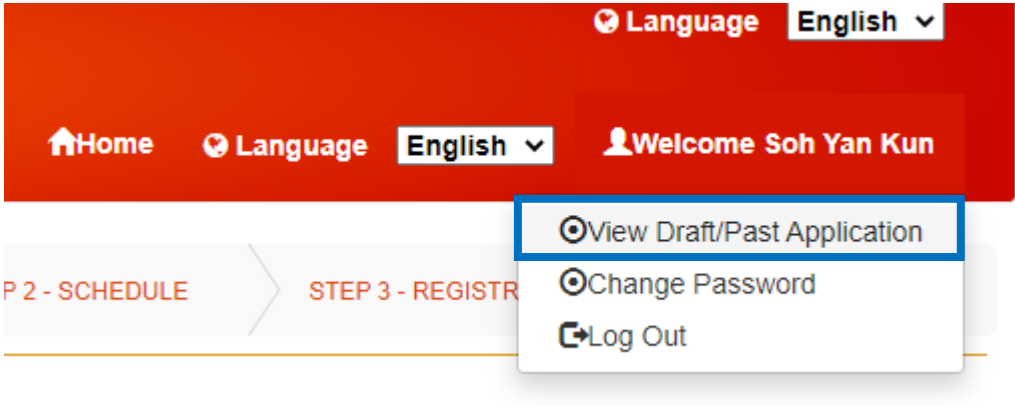 Language English
Home Language English Welcome Soh Yan Kun
View Draft/Past Application
P 2 - SCHEDULE STEP 3 - REGISTR
Change Password
Log Out